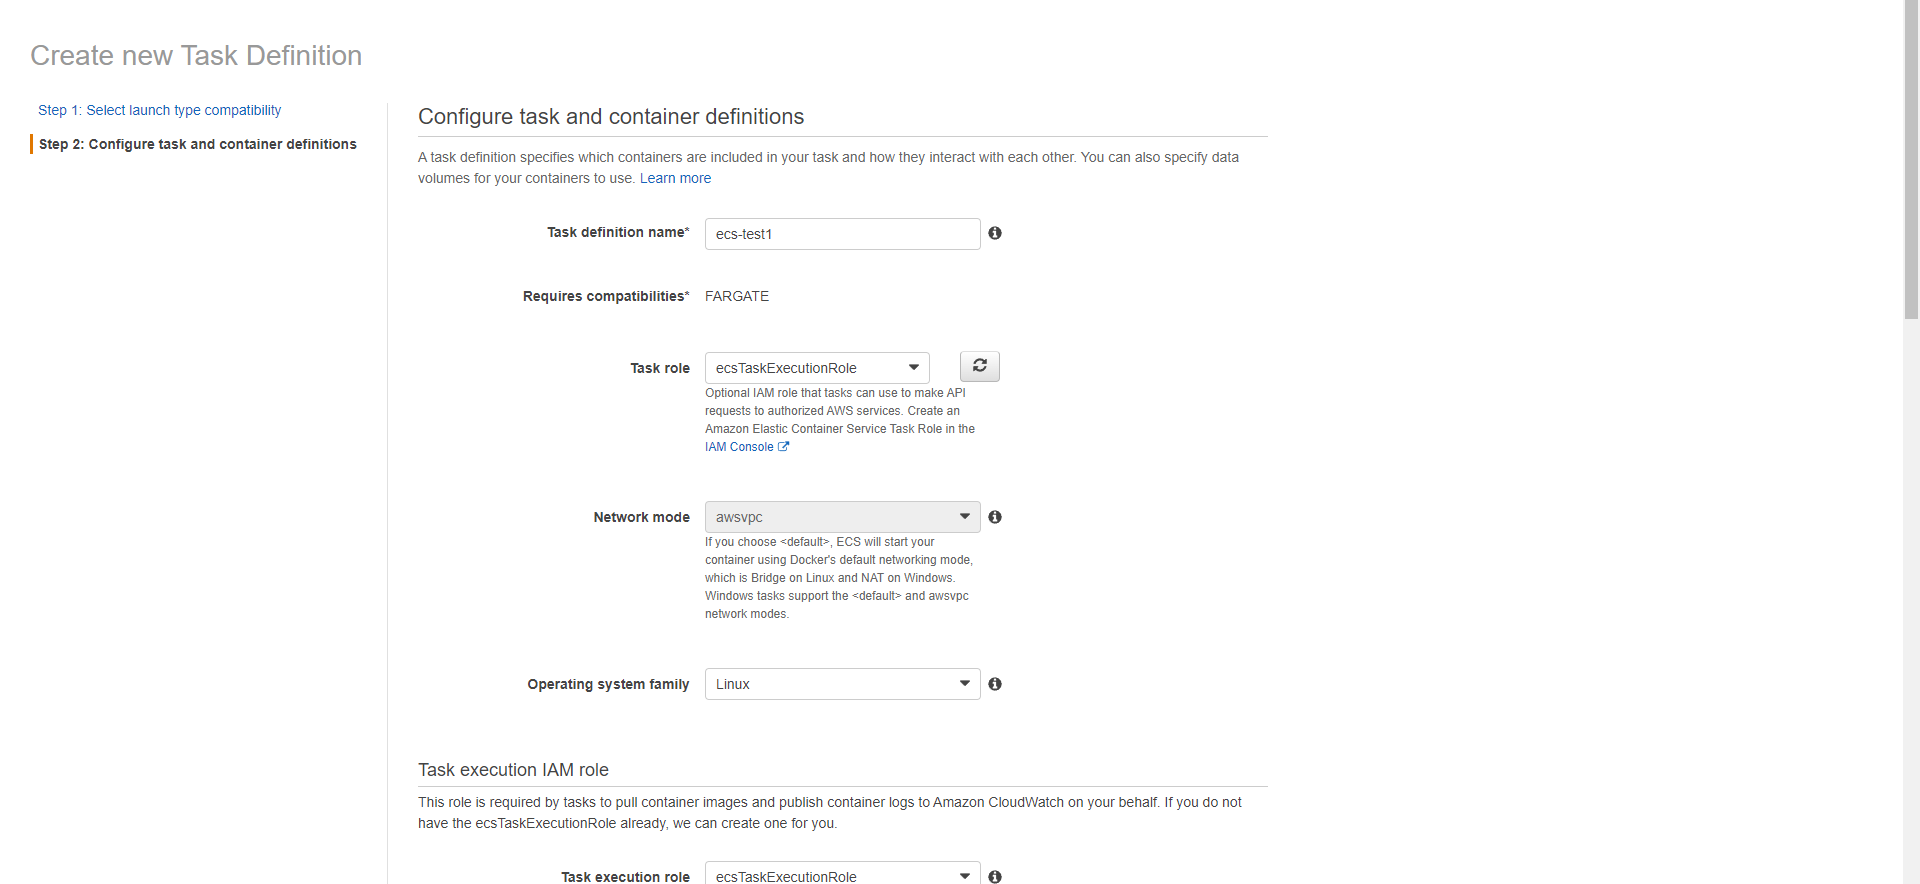 Create new Task Definition
Step 1: Select launch type compatibility
Step 2: Configure task and container definitions
Configure task and container definitions
A task definition specifies which containers are included in your task and how they interact with each other. You can also specify data
volumes for your containers to use. Learn more
Task definition name* ecs-test1
Requires compatibilities* FARGATE
Task role ecsTaskExecutionRole
Optional IAM role that tasks can use to make API
requests to authorized AWS services. Create an
Amazon Elastic Container Service Task Role in the
IAM Console
Network mode awsvpc
If you choose <default>, ECS will start your
container using Docker's default networking mode,
which is Bridge on Linux and NAT on Windows.
Windows tasks support the <default> and awsvpc
network modes.
Operating system family Linux
Task execution IAM role
This role is required by tasks to pull container images and publish container logs to Amazon CloudWatch on your behalf. If you do not
have the ecsTaskExecutionRole already, we can create one for you.
Task execution role ecsTaskExecutionRole